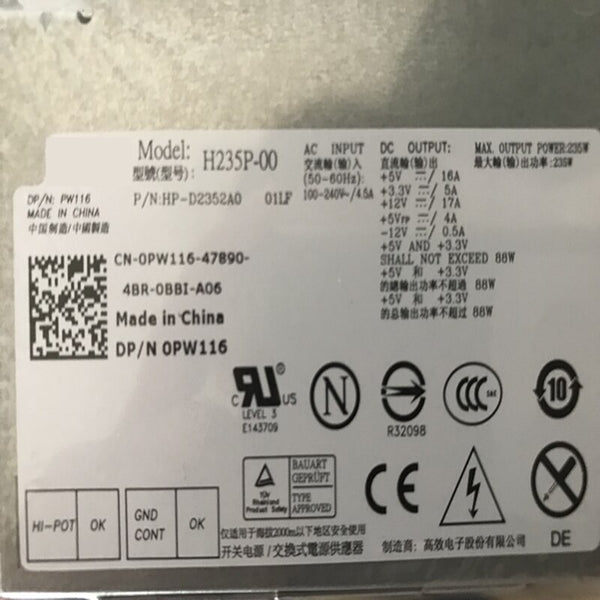 Model: H235P-00
型號(型号):
P/N:HP-D2352A0 01LF
DP/N: PW116
MADE IN CHINA
中国制造/中國製造
AC INPUT
交流輸(输)入
(50-60Hz):
100-240V~/4.5A
DC OUTPUT:
直流輸(输)出
+5V ⎓/ 16A
+3.3V ⎓/ 5A
+12V ⎓/ 17A
+5VFP ⎓/ 4A
-12V ⎓/ 0.5A
+5V AND +3.3V
SHALL NOT EXCEED 88W
+5V 和 +3.3V
的總輸出功率不超過 88W
+5V 和 +3.3V
的总输出功率不超过 88W
MAX. OUTPUT POWER:235W
最大輸(输)出功率:235W
CN-0PW116-47890-
4BR-0BBI-A06
Made in China
DP/N 0PW116
c RU US
LEVEL 3
E143709
N
R32098
CCC S&E
10
TÜV
Rheinland
Product Safety
BAUART
GEPRÜFT
TYPE
APPROVED
CE
DE
HI-POT OK
GND
CONT OK
仅适用于海拔2000m以下地区安全使用
开关电源/交換式電源供應器
制造商: 高效电子股份有限公司